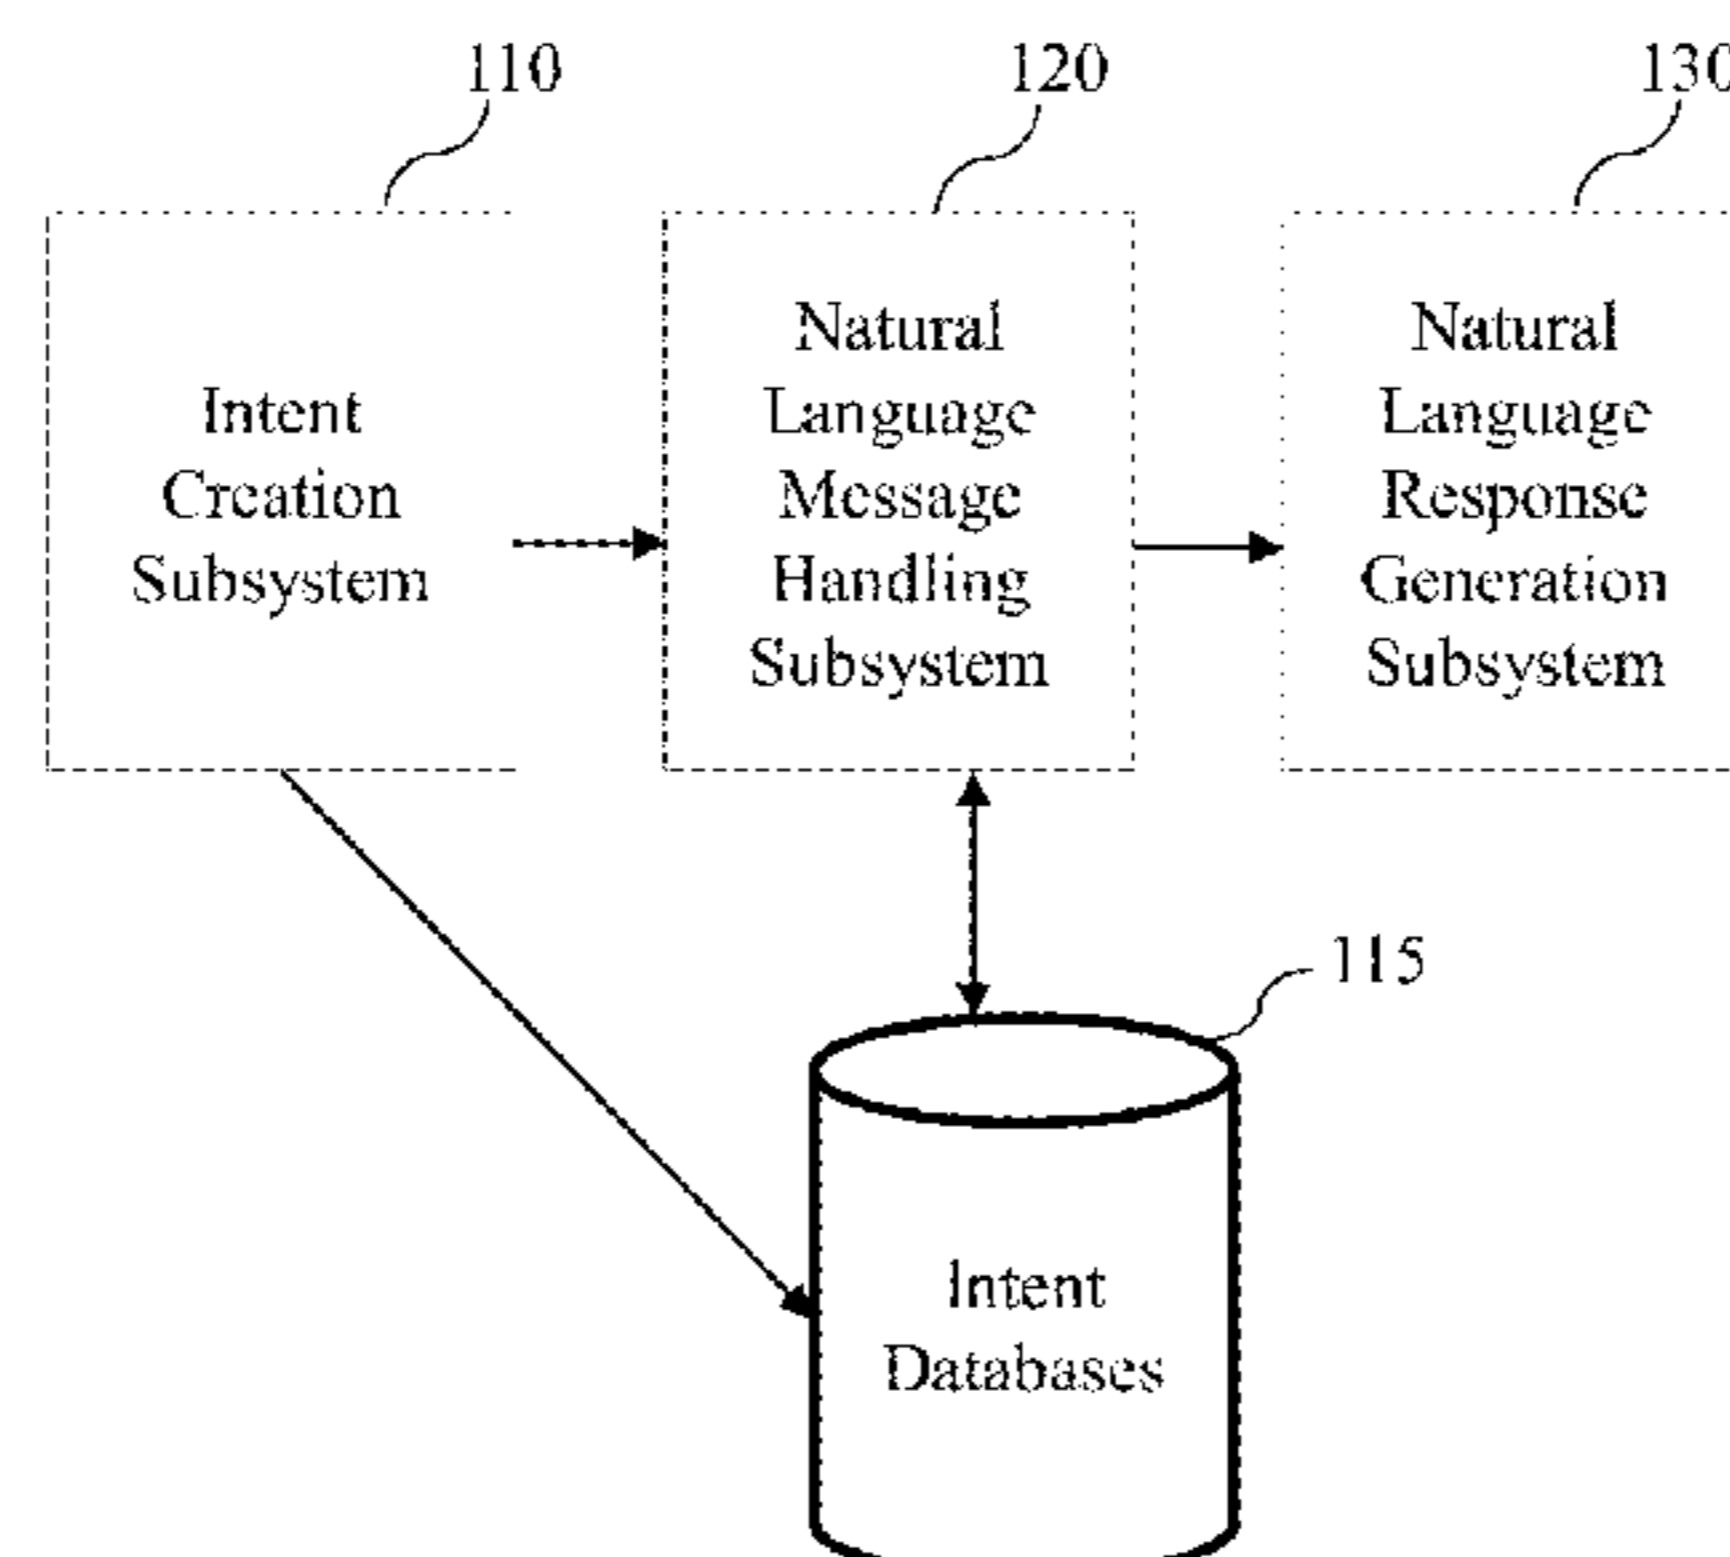 110
120
130
Intent
Creation
Subsystem
Natural
Language
Message
Handling
Subsystem
Natural
Language
Response
Generation
Subsystem
115
Intent
Databases